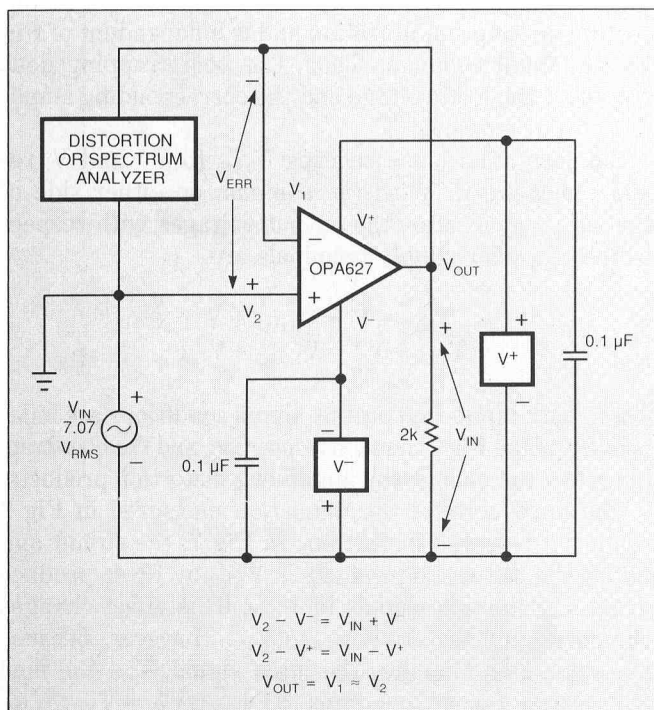 DISTORTION
OR SPECTRUM
ANALYZER
−
V_ERR
V₁
V⁺
−
OPA627
V_OUT
+
+
V₂
V⁻
+
+
V⁺
−
0.1 µF
V_IN
7.07
V_RMS
+
−
−
0.1 µF
V⁻
+
2k
V_IN
−
V₂ − V⁻ = V_IN + V
V₂ − V⁺ = V_IN − V⁺
V_OUT = V₁ ≈ V₂